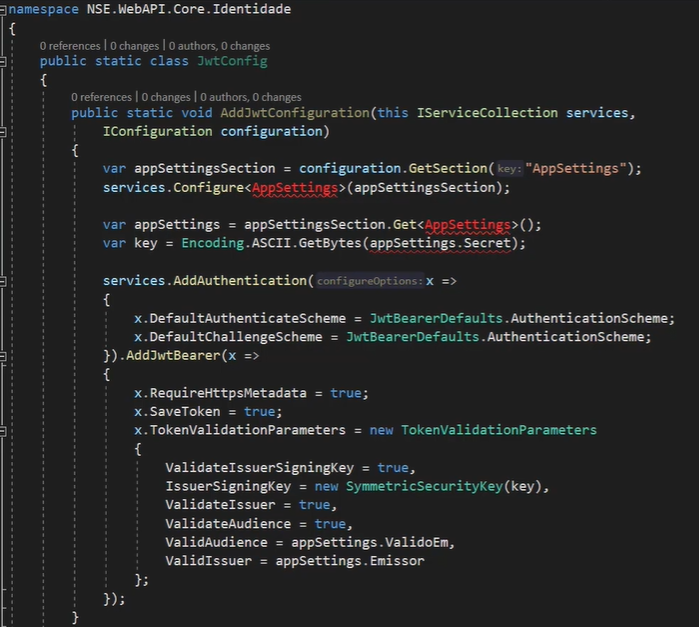 namespace NSE.WebAPI.Core.Identidade
{
0 references | 0 changes | 0 authors, 0 changes
public static class JwtConfig
{
0 references | 0 changes | 0 authors, 0 changes
public static void AddJwtConfiguration(this IServiceCollection services,
IConfiguration configuration)
{
var appSettingsSection = configuration.GetSection(key: "AppSettings");
services.Configure<AppSettings>(appSettingsSection);
var appSettings = appSettingsSection.Get<AppSettings>();
var key = Encoding.ASCII.GetBytes(appSettings.Secret);
services.AddAuthentication(configureOptions: x =>
{
x.DefaultAuthenticateScheme = JwtBearerDefaults.AuthenticationScheme;
x.DefaultChallengeScheme = JwtBearerDefaults.AuthenticationScheme;
}).AddJwtBearer(x =>
{
x.RequireHttpsMetadata = true;
x.SaveToken = true;
x.TokenValidationParameters = new TokenValidationParameters
{
ValidateIssuerSigningKey = true,
IssuerSigningKey = new SymmetricSecurityKey(key),
ValidateIssuer = true,
ValidateAudience = true,
ValidAudience = appSettings.ValidoEm,
ValidIssuer = appSettings.Emissor
};
});
}